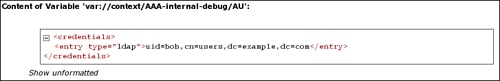 Content of Variable 'var://context/AAA-internal-debug/AU':
<credentials>
<entry type="ldap">uid=bob,cn=users,dc=example,dc=com</entry>
</credentials>
Show unformatted